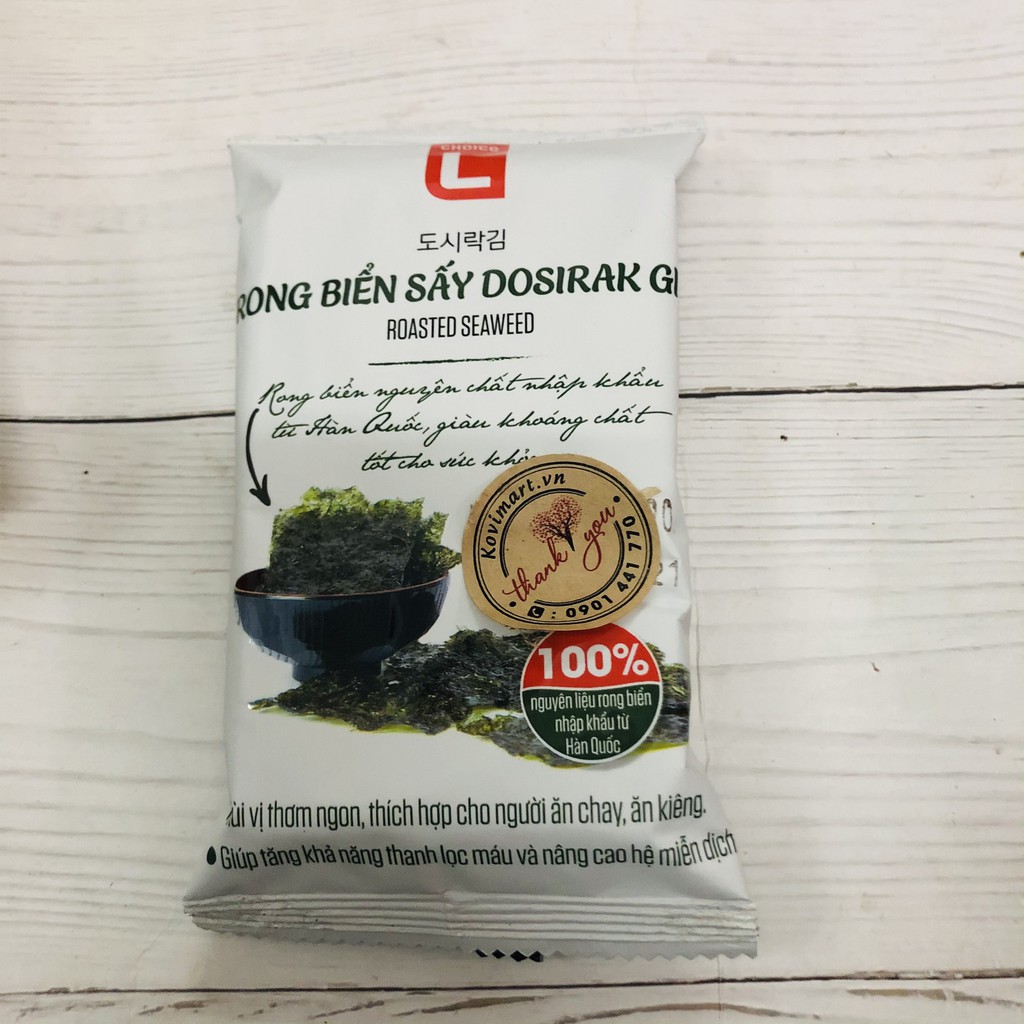 CHOICE
L
도시락김
RONG BIỂN SẤY DOSIRAK GI
ROASTED SEAWEED
Rong biển nguyên chất nhập khẩu
từ Hàn Quốc, giàu khoáng chất
tốt cho sức khỏ
Kovimart.vn
thank you
: 0901 441 770
100%
nguyên liệu rong biển
nhập khẩu từ
Hàn Quốc
ùi vị thơm ngon, thích hợp cho người ăn chay, ăn kiêng.
Giúp tăng khả năng thanh lọc máu và nâng cao hệ miễn dịch